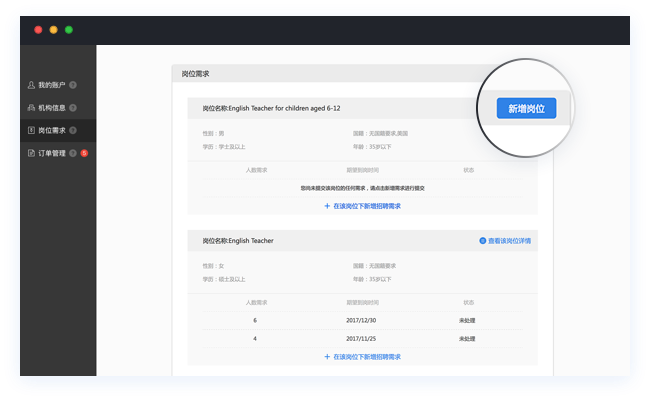 我的账户
机构信息
岗位需求
订单管理 6
岗位需求
新增岗位
岗位名称:English Teacher for children aged 6-12
性别：男 国籍：无国籍要求,美国
学历：学士及以上 年龄：35岁以下
人数需求 期望到岗时间 状态
您尚未提交该岗位的任何需求，请点击新增需求进行提交
+ 在该岗位下新增招聘需求
岗位名称:English Teacher 查看该岗位详情
性别：女 国籍：无国籍要求
学历：硕士及以上 年龄：35岁以下
人数需求 期望到岗时间 状态
6 2017/12/30 未处理
4 2017/11/25 未处理
+ 在该岗位下新增招聘需求